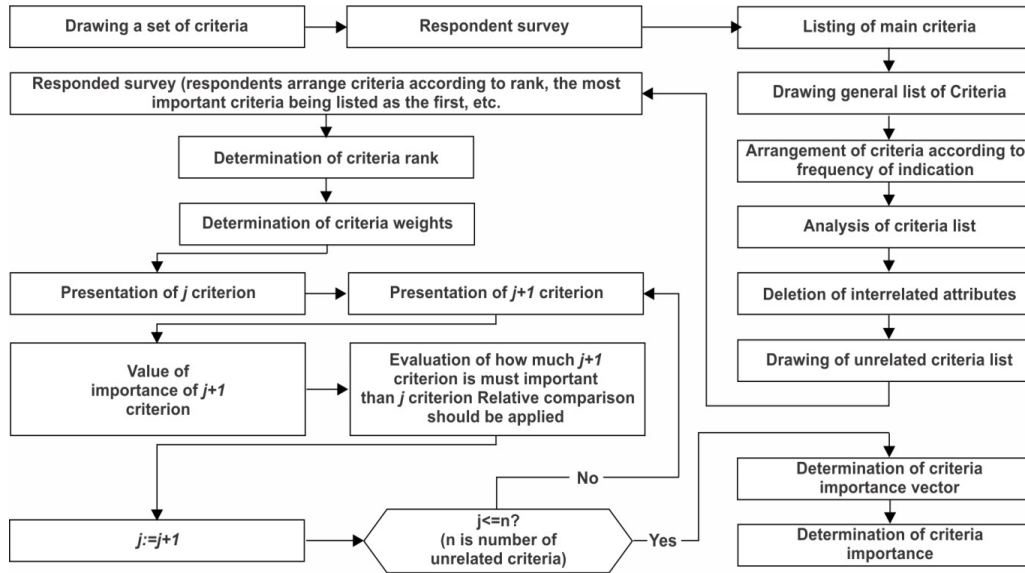 Drawing a set of criteria
Respondent survey
Listing of main criteria
Responded survey (respondents arrange criteria according to rank, the most
important criteria being listed as the first, etc.
Drawing general list of Criteria
Determination of criteria rank
Arrangement of criteria according to
frequency of indication
Determination of criteria weights
Analysis of criteria list
Presentation of j criterion
Presentation of j+1 criterion
Deletion of interrelated attributes
Value of
importance of j+1
criterion
Evaluation of how much j+1
criterion is must important
than j criterion Relative comparison
should be applied
Drawing of unrelated criteria list
No
Determination of criteria
importance vector
j:=j+1
j<=n?
(n is number of
unrelated criteria)
Yes
Determination of criteria
importance